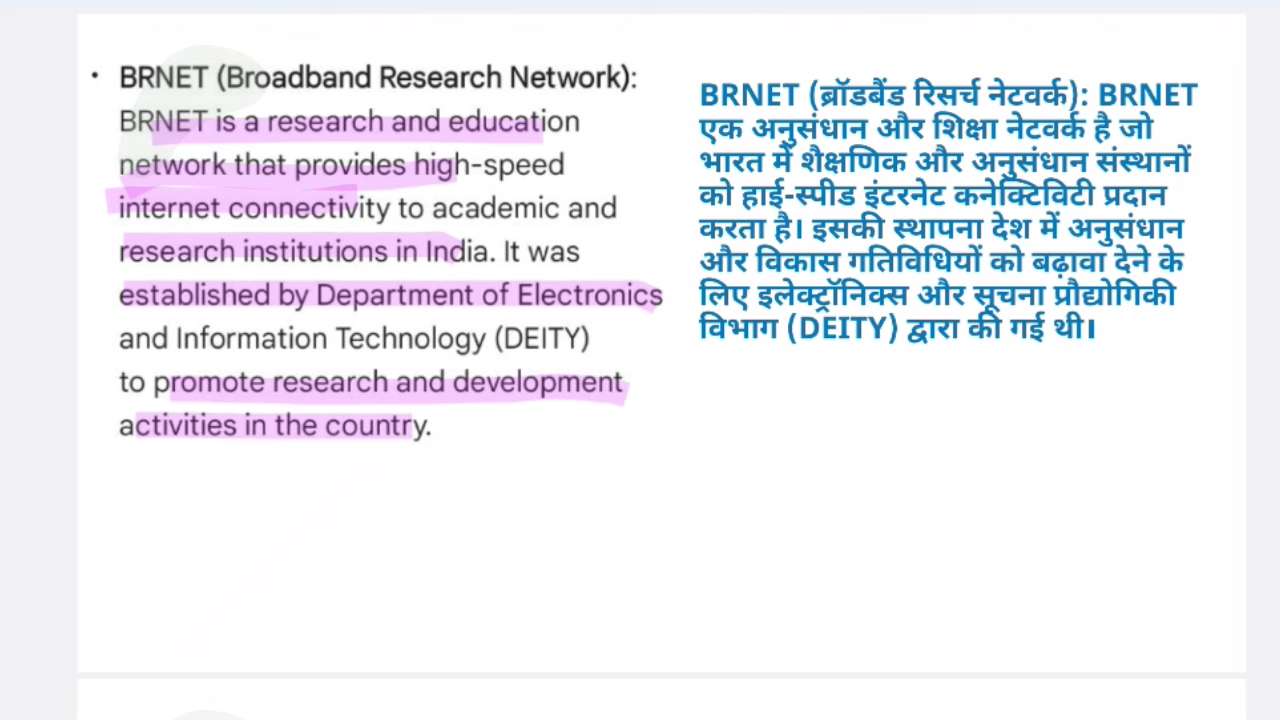 • BRNET (Broadband Research Network):
BRNET is a research and education
network that provides high-speed
internet connectivity to academic and
research institutions in India. It was
established by Department of Electronics
and Information Technology (DEITY)
to promote research and development
activities in the country.
BRNET (ब्रॉडबैंड रिसर्च नेटवर्क): BRNET
एक अनुसंधान और शिक्षा नेटवर्क है जो
भारत में शैक्षणिक और अनुसंधान संस्थानों
को हाई-स्पीड इंटरनेट कनेक्टिविटी प्रदान
करता है। इसकी स्थापना देश में अनुसंधान
और विकास गतिविधियों को बढ़ावा देने के
लिए इलेक्ट्रॉनिक्स और सूचना प्रौद्योगिकी
विभाग (DEITY) द्वारा की गई थी।